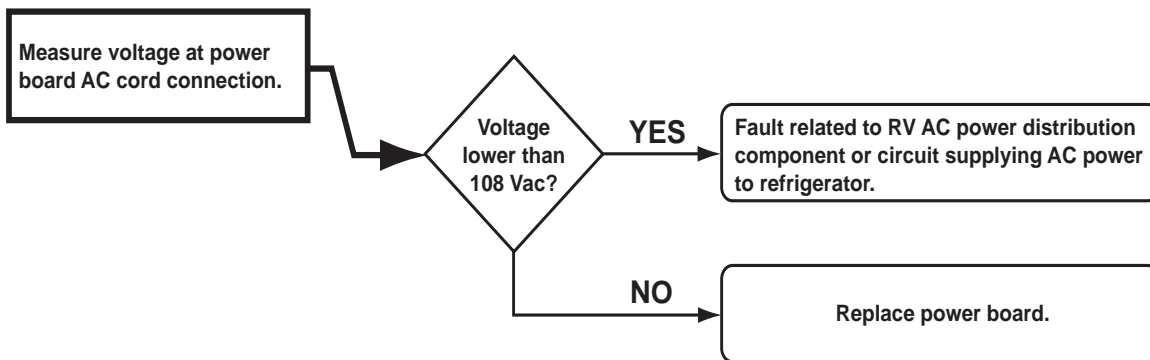 Measure voltage at power
board AC cord connection.
Voltage
lower than
108 Vac?
YES
Fault related to RV AC power distribution
component or circuit supplying AC power
to refrigerator.
NO
Replace power board.